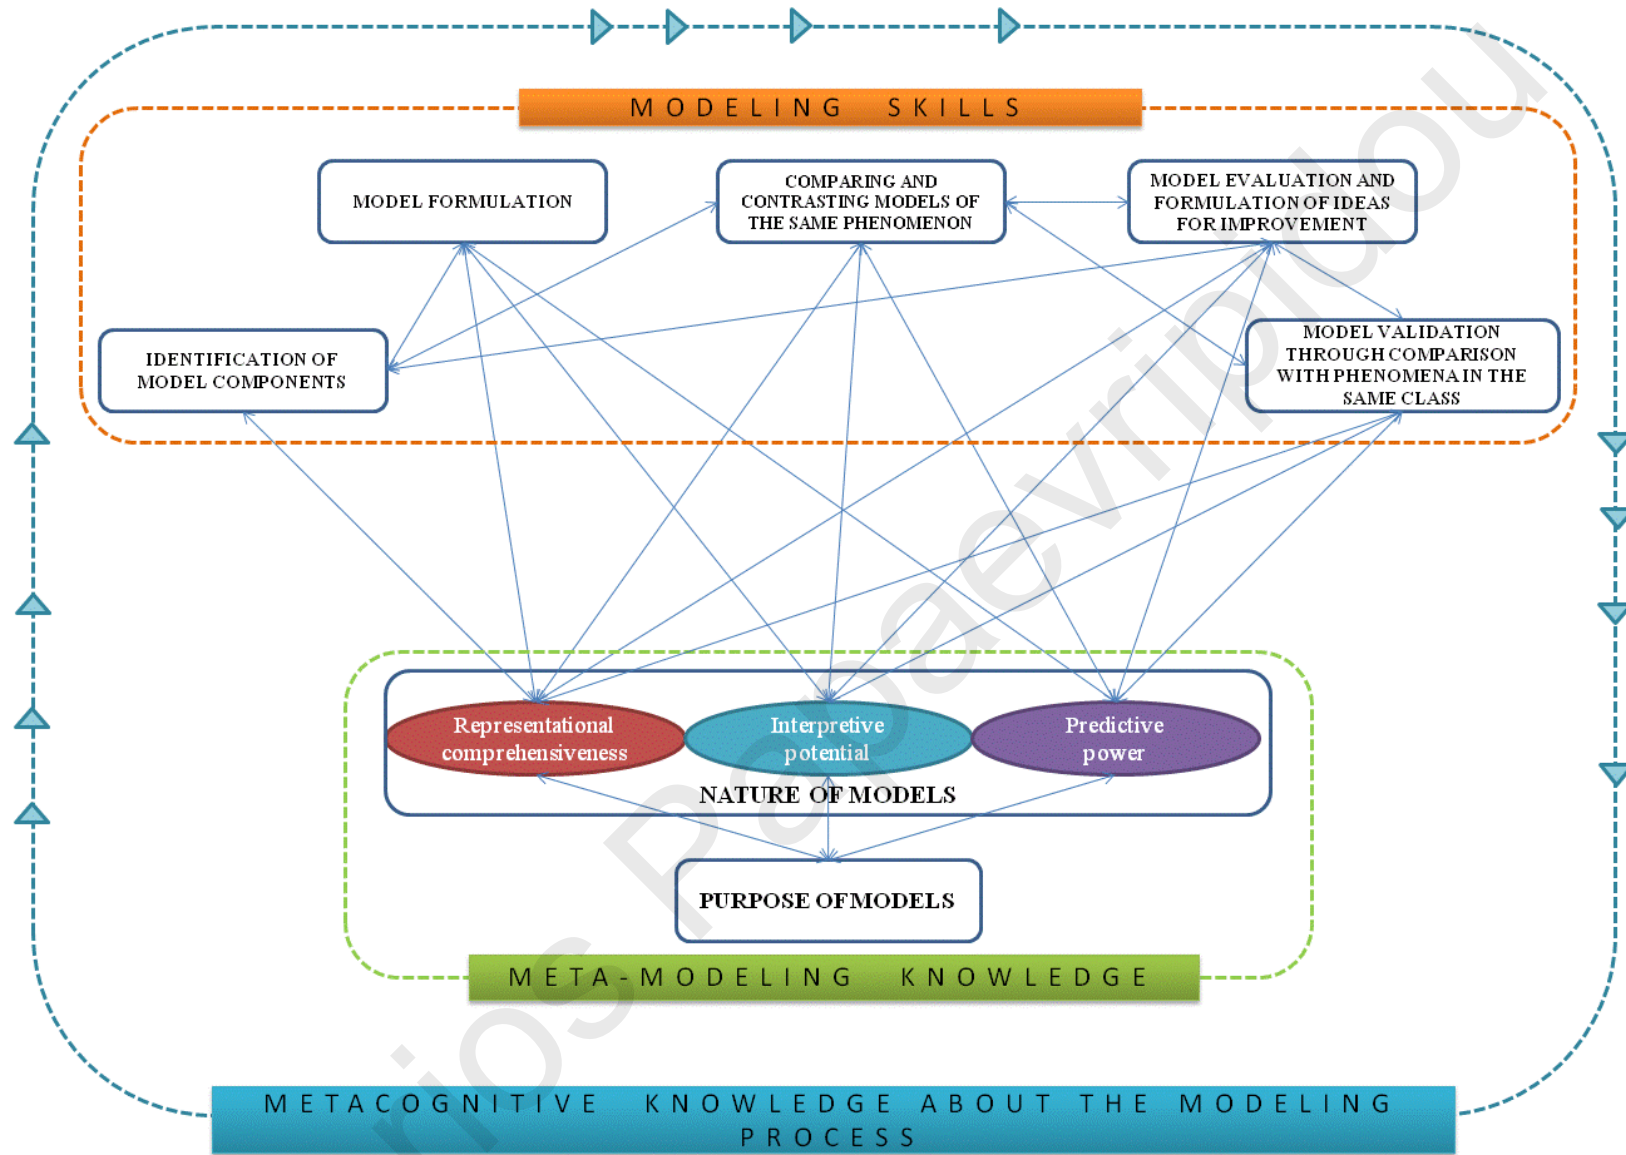 MODELING SKILLS
MODEL FORMULATION
COMPARING AND
CONTRASTING MODELS OF
THE SAME PHENOMENON
MODEL EVALUATION AND
FORMULATION OF IDEAS
FOR IMPROVEMENT
IDENTIFICATION OF
MODEL COMPONENTS
MODEL VALIDATION
THROUGH COMPARISON
WITH PHENOMENA IN THE
SAME CLASS
Representational
comprehensiveness
Interpretive
potential
Predictive
power
NATURE OF MODELS
PURPOSE OF MODELS
META-MODELING KNOWLEDGE
METACOGNITIVE KNOWLEDGE ABOUT THE MODELING
PROCESS
rios Papaevripidou